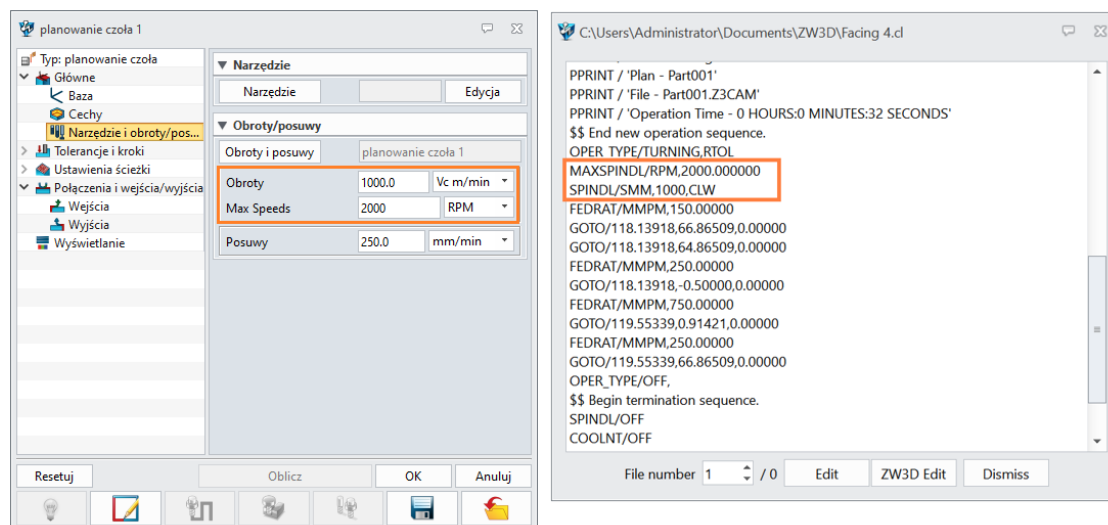 planowanie czoła 1
Typ: planowanie czoła
Główne
Baza
Cechy
Narzędzie i obroty/pos...
Tolerancje i kroki
Ustawienia ścieżki
Połączenia i wejścia/wyjścia
Wejścia
Wyjścia
Wyświetlanie
Narzędzie
Narzędzie Edycja
Obroty/posuwy
Obroty i posuwy planowanie czoła 1
Obroty 1000.0 Vc m/min
Max Speeds 2000 RPM
Posuwy 250.0 mm/min
Resetuj Oblicz OK Anuluj
C:\Users\Administrator\Documents\ZW3D\Facing 4.cl
PPRINT / 'Plan - Part001'
PPRINT / 'File - Part001.Z3CAM'
PPRINT / 'Operation Time - 0 HOURS:0 MINUTES:32 SECONDS'
$$ End new operation sequence.
OPER_TYPE/TURNING,RTOL
MAXSPINDL/RPM,2000.000000
SPINDL/SMM,1000,CLW
FEDRAT/MMPM,150.00000
GOTO/118.13918,66.86509,0.00000
GOTO/118.13918,64.86509,0.00000
FEDRAT/MMPM,250.00000
GOTO/118.13918,-0.50000,0.00000
FEDRAT/MMPM,750.00000
GOTO/119.55339,0.91421,0.00000
FEDRAT/MMPM,250.00000
GOTO/119.55339,66.86509,0.00000
OPER_TYPE/OFF,
$$ Begin termination sequence.
SPINDL/OFF
COOLNT/OFF
File number 1 / 0 Edit ZW3D Edit Dismiss